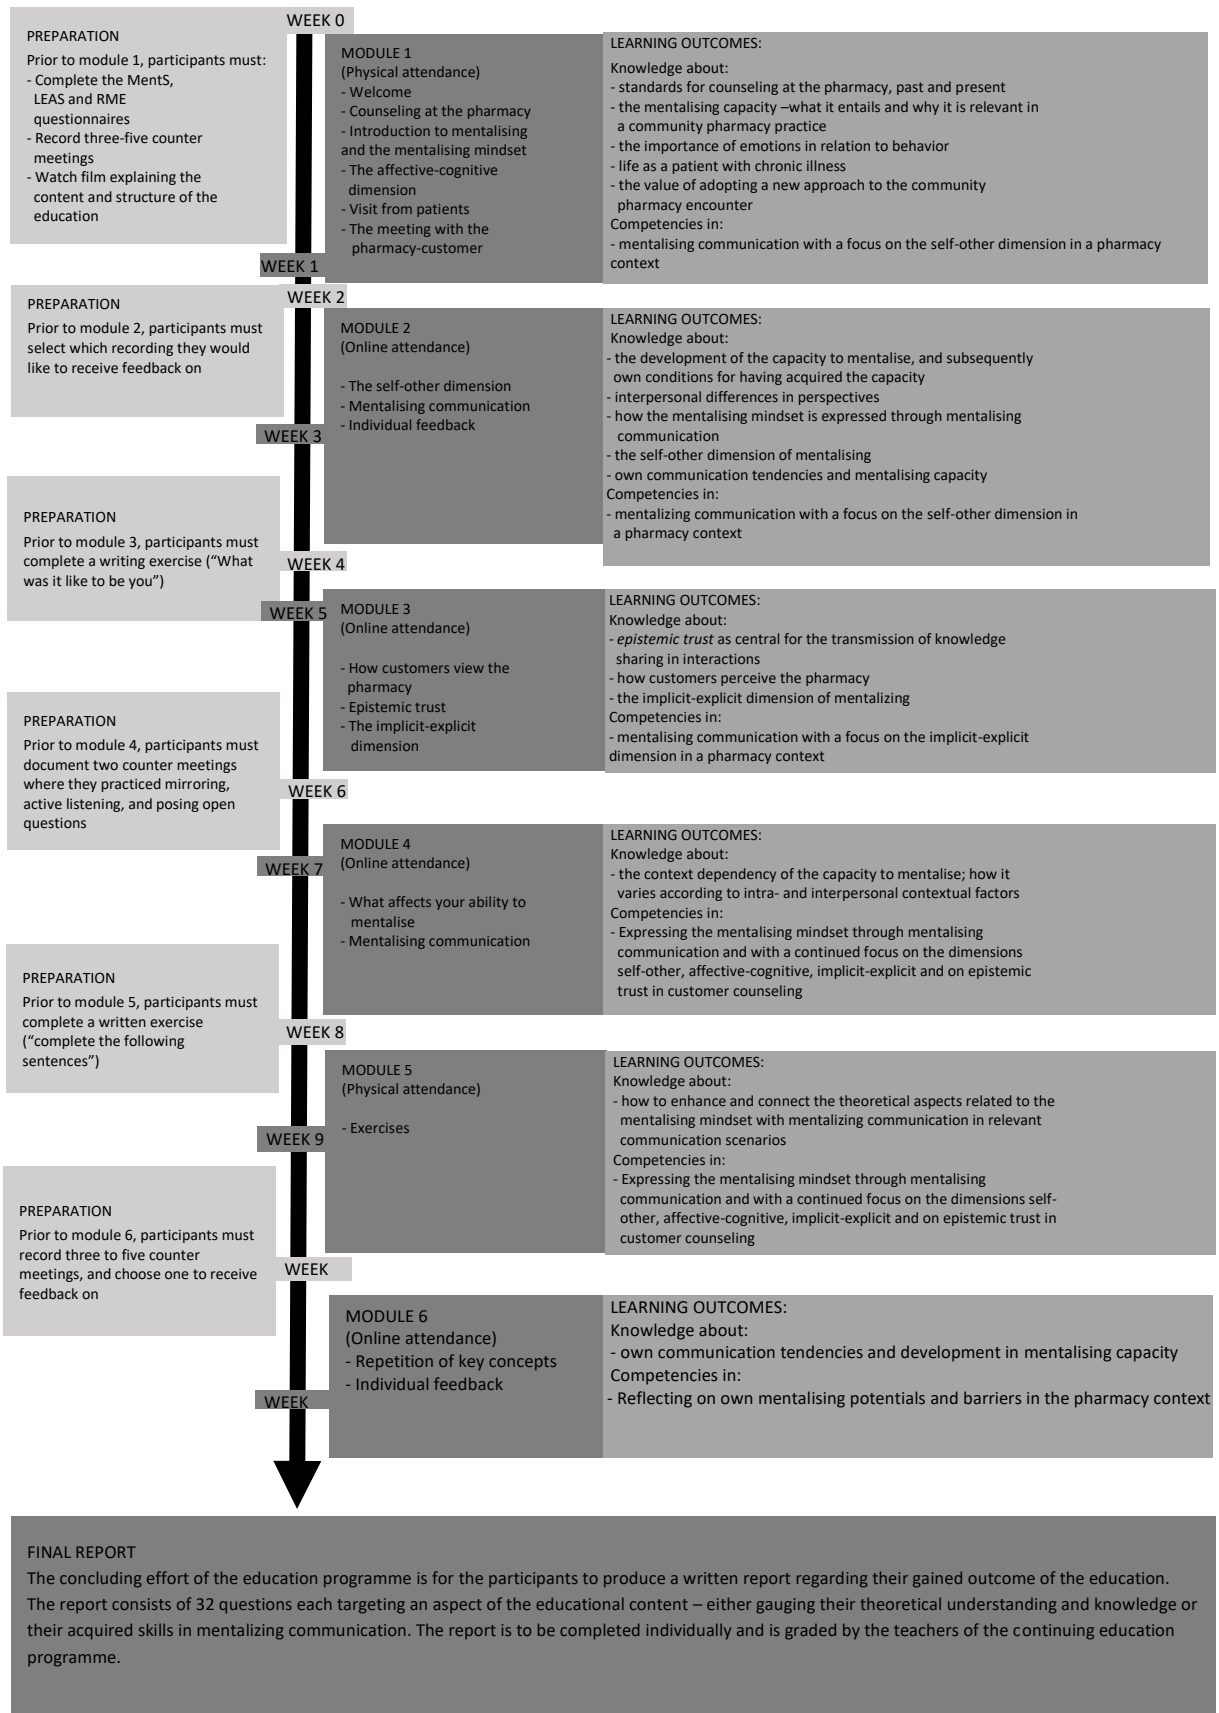 WEEK 0
PREPARATION
Prior to module 1, participants must:
- Complete the MentS,
LEAS and RME
questionnaires
- Record three-five counter
meetings
- Watch film explaining the
content and structure of the
education
MODULE 1
(Physical attendance)
- Welcome
- Counseling at the pharmacy
- Introduction to mentalising
and the mentalising mindset
- The affective-cognitive
dimension
- Visit from patients
- The meeting with the
pharmacy-customer
LEARNING OUTCOMES:
Knowledge about:
- standards for counseling at the pharmacy, past and present
- the mentalising capacity –what it entails and why it is relevant in
a community pharmacy practice
- the importance of emotions in relation to behavior
- life as a patient with chronic illness
- the value of adopting a new approach to the community
pharmacy encounter
Competencies in:
- mentalising communication with a focus on the self-other dimension in a pharmacy
context
WEEK 1
WEEK 2
PREPARATION
Prior to module 2, participants must
select which recording they would
like to receive feedback on
MODULE 2
(Online attendance)
- The self-other dimension
- Mentalising communication
- Individual feedback
LEARNING OUTCOMES:
Knowledge about:
- the development of the capacity to mentalise, and subsequently
own conditions for having acquired the capacity
- interpersonal differences in perspectives
- how the mentalising mindset is expressed through mentalising
communication
- the self-other dimension of mentalising
- own communication tendencies and mentalising capacity
Competencies in:
- mentalizing communication with a focus on the self-other dimension in
a pharmacy context
WEEK 3
PREPARATION
Prior to module 3, participants must
complete a writing exercise (“What
was it like to be you”)
WEEK 4
WEEK 5
MODULE 3
(Online attendance)
- How customers view the
pharmacy
- Epistemic trust
- The implicit-explicit
dimension
LEARNING OUTCOMES:
Knowledge about:
- epistemic trust as central for the transmission of knowledge
sharing in interactions
- how customers perceive the pharmacy
- the implicit-explicit dimension of mentalizing
Competencies in:
- mentalising communication with a focus on the implicit-explicit
dimension in a pharmacy context
PREPARATION
Prior to module 4, participants must
document two counter meetings
where they practiced mirroring,
active listening, and posing open
questions
WEEK 6
WEEK 7
MODULE 4
(Online attendance)
- What affects your ability to
mentalise
- Mentalising communication
LEARNING OUTCOMES:
Knowledge about:
- the context dependency of the capacity to mentalise; how it
varies according to intra- and interpersonal contextual factors
Competencies in:
- Expressing the mentalising mindset through mentalising
communication and with a continued focus on the dimensions
self-other, affective-cognitive, implicit-explicit and on epistemic
trust in customer counseling
PREPARATION
Prior to module 5, participants must
complete a written exercise
(“complete the following
sentences”)
WEEK 8
MODULE 5
(Physical attendance)
- Exercises
LEARNING OUTCOMES:
Knowledge about:
- how to enhance and connect the theoretical aspects related to the
mentalising mindset with mentalizing communication in relevant
communication scenarios
Competencies in:
- Expressing the mentalising mindset through mentalising
communication and with a continued focus on the dimensions self-
other, affective-cognitive, implicit-explicit and on epistemic trust in
customer counseling
WEEK 9
PREPARATION
Prior to module 6, participants must
record three to five counter
meetings, and choose one to receive
feedback on
WEEK
MODULE 6
(Online attendance)
- Repetition of key concepts
- Individual feedback
LEARNING OUTCOMES:
Knowledge about:
- own communication tendencies and development in mentalising capacity
Competencies in:
- Reflecting on own mentalising potentials and barriers in the pharmacy context
WEEK
FINAL REPORT
The concluding effort of the education programme is for the participants to produce a written report regarding their gained outcome of the education.
The report consists of 32 questions each targeting an aspect of the educational content – either gauging their theoretical understanding and knowledge or
their acquired skills in mentalizing communication. The report is to be completed individually and is graded by the teachers of the continuing education
programme.